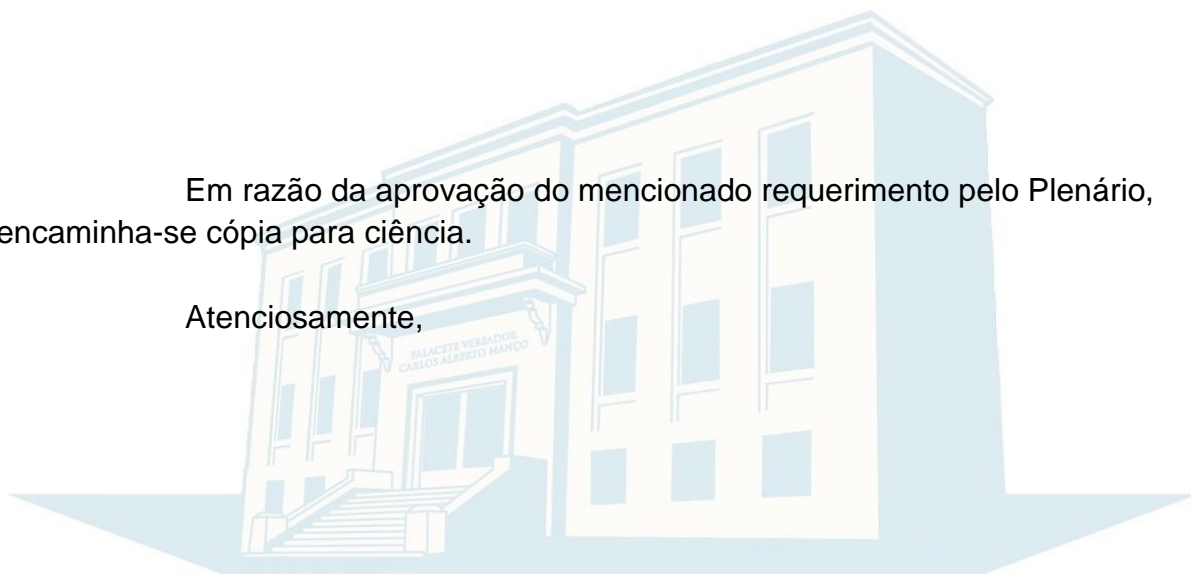 Em razão da aprovação do mencionado requerimento pelo Plenário,
encaminha-se cópia para ciência.
Atenciosamente,
PALACETE VEREADOR
CARLOS ALBERTO MANÇO